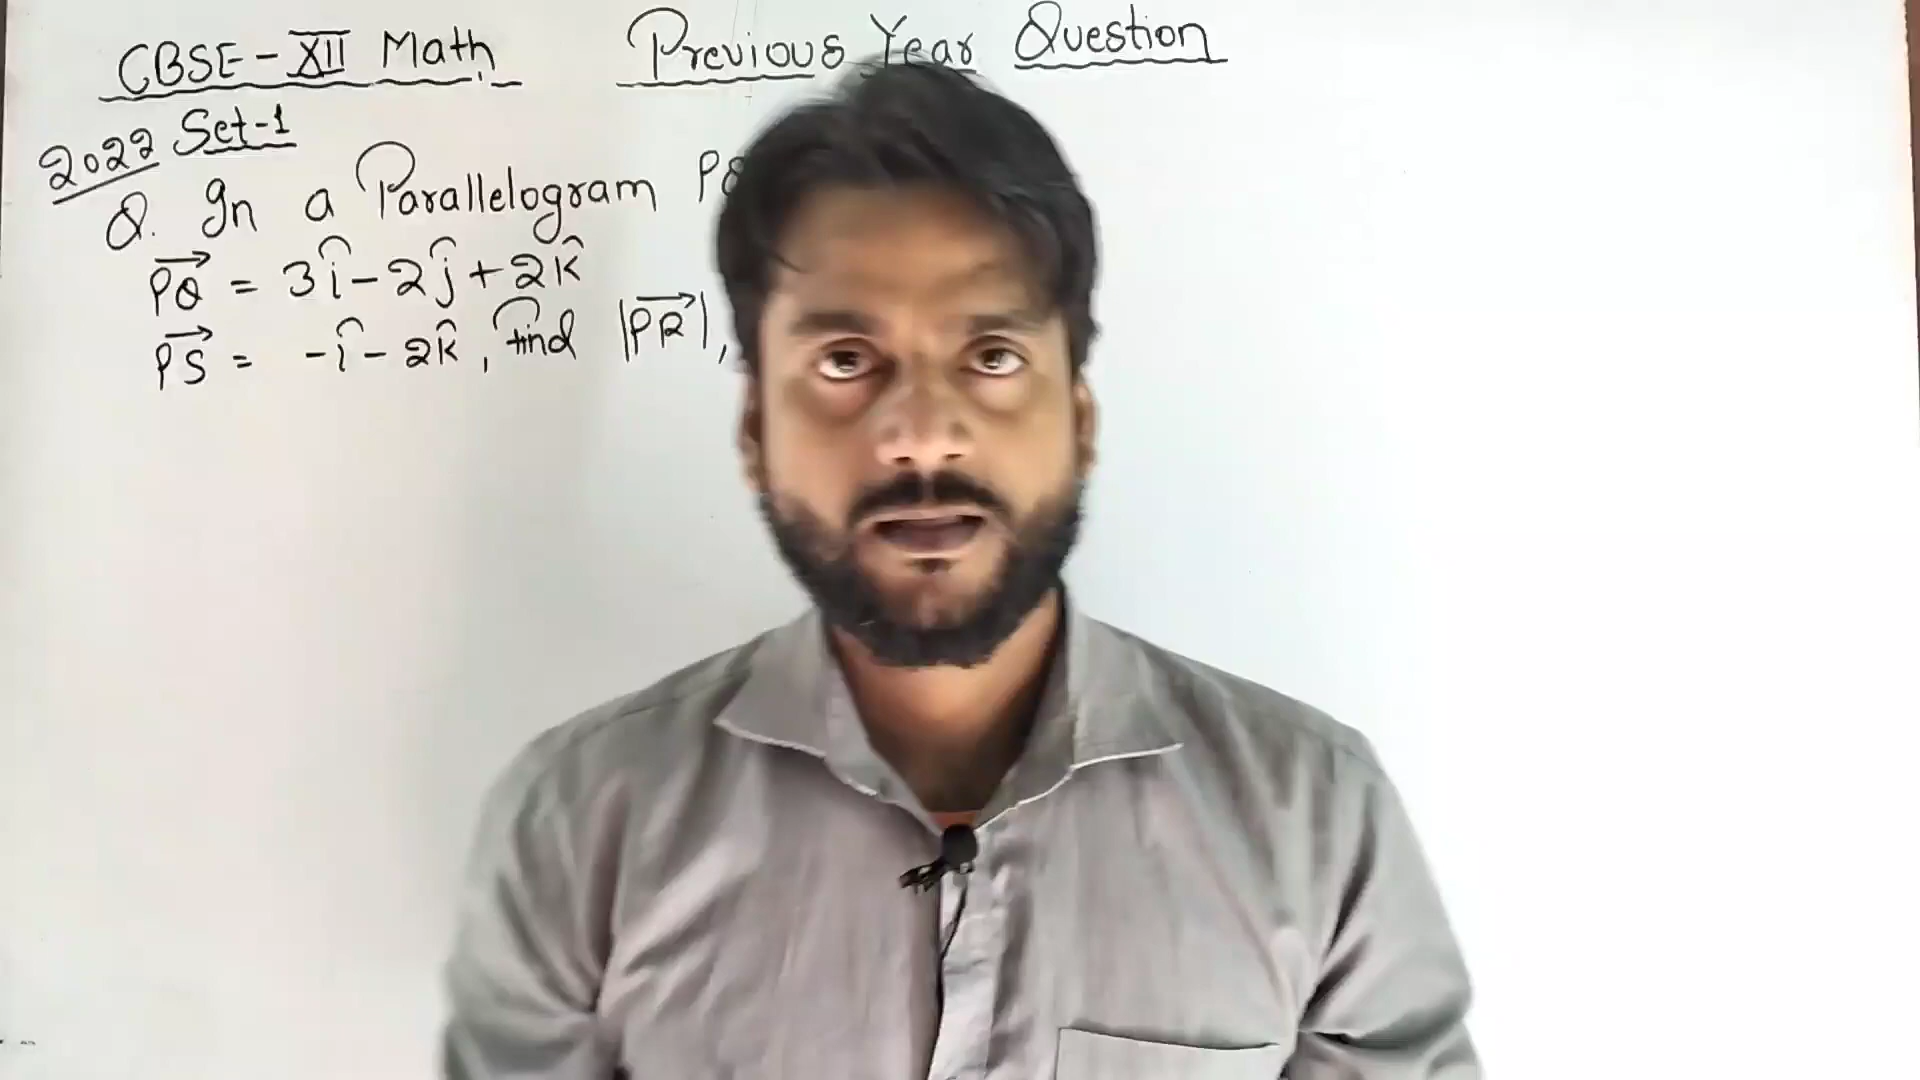 CBSE-XII Math Previous Year Question
2022 Set-1
Q. In a Parallelogram
PQ = 3î-2ĵ+2k̂
PS = -î-2k̂, find |PR|,